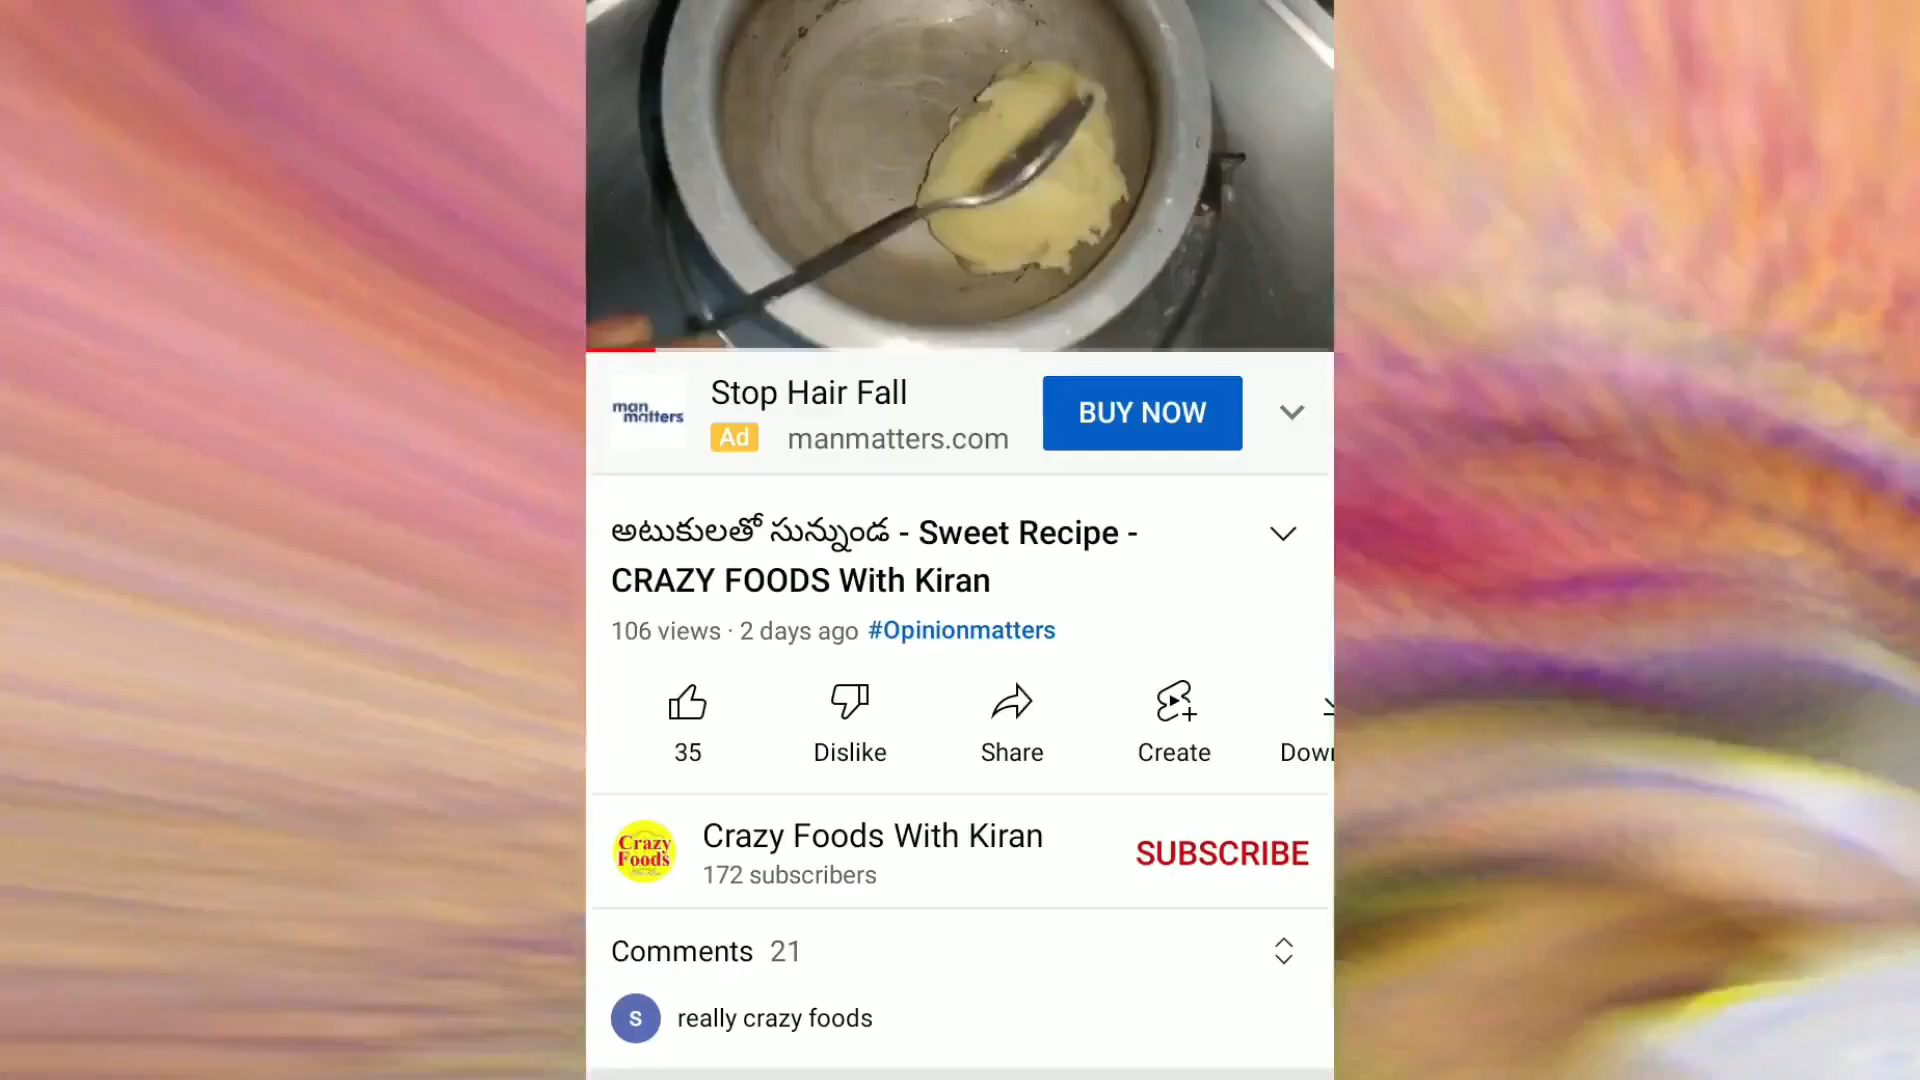 man
matters
Stop Hair Fall
Ad manmatters.com
BUY NOW
అటుకులతో సున్నుండ - Sweet Recipe -
CRAZY FOODS With Kiran
106 views · 2 days ago #Opinionmatters
35
Dislike
Share
Create
Down
Crazy
Foods
Crazy Foods With Kiran
172 subscribers
SUBSCRIBE
Comments 21
S
really crazy foods